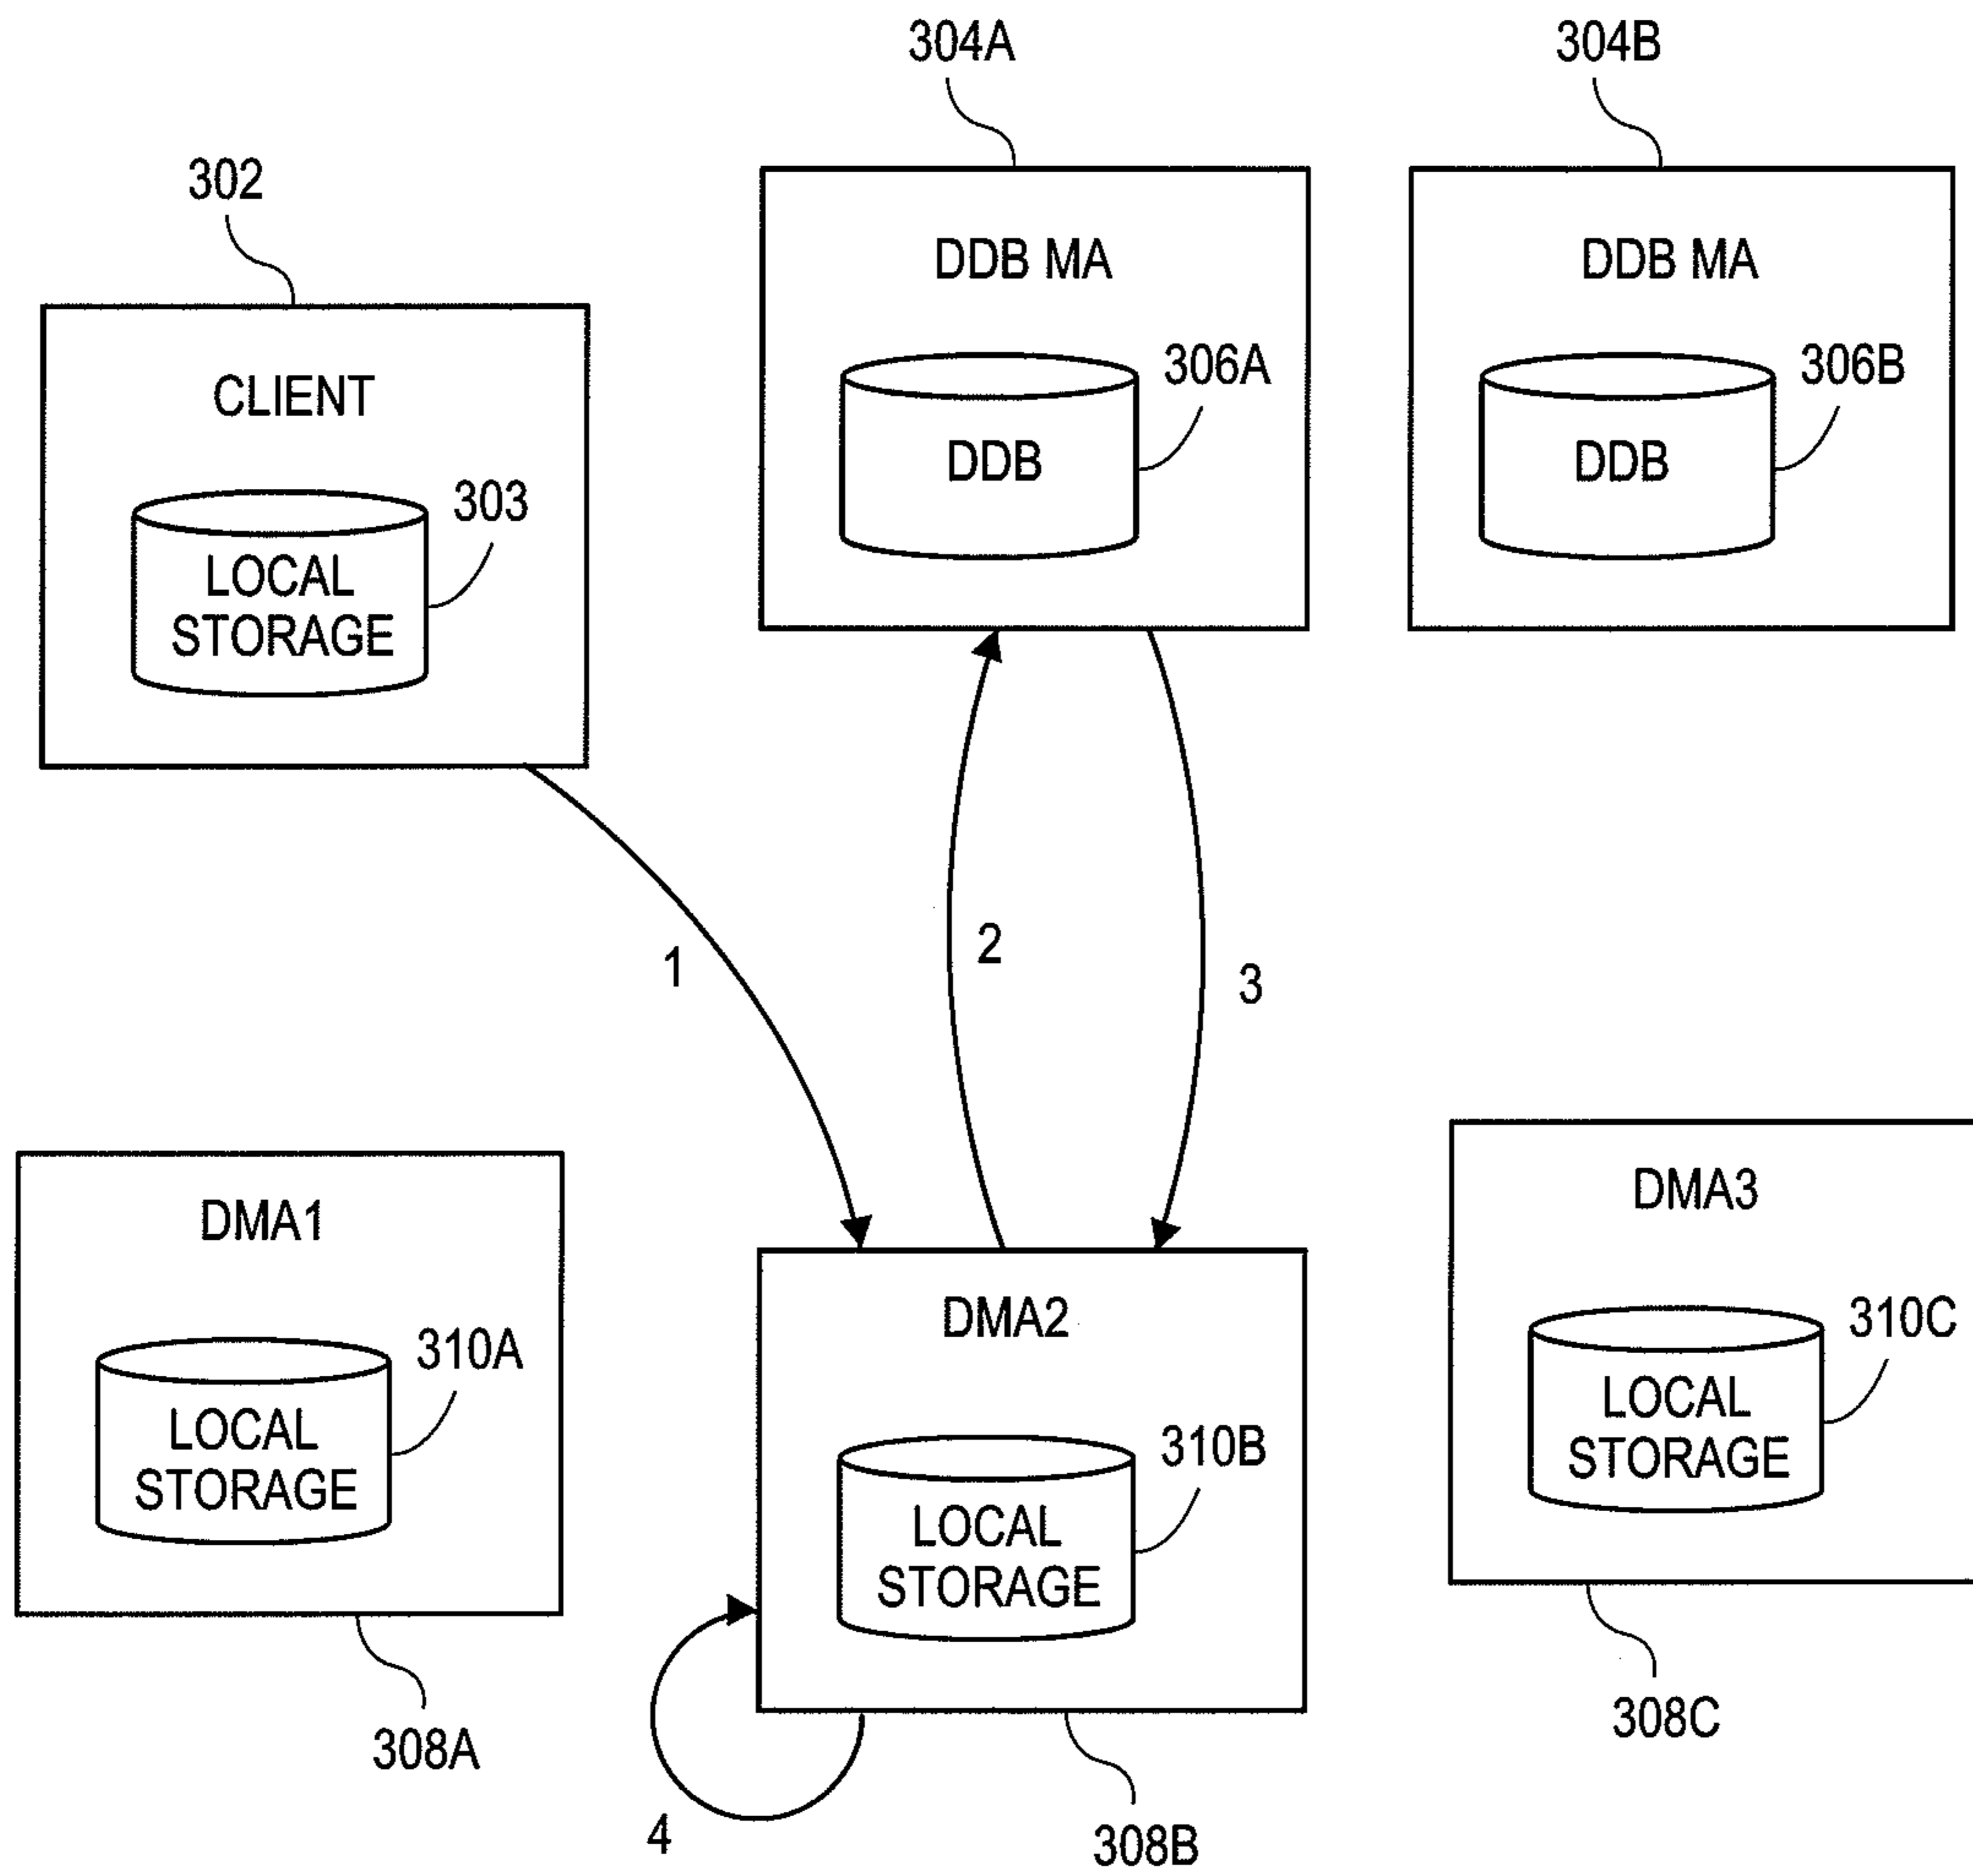 304A
304B
302
DDB MA
DDB MA
306A
306B
CLIENT
DDB
DDB
303
LOCAL
STORAGE
1
2
3
DMA1
DMA3
DMA2
310A
310C
LOCAL
STORAGE
LOCAL
STORAGE
310B
LOCAL
STORAGE
308A
308C
4
308B